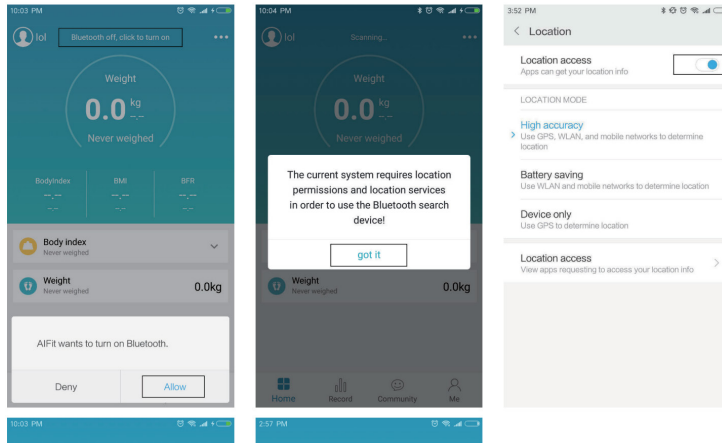 10:03 PM
lol
Bluetooth off, click to turn on
Weight
0.0 kg
--.--
Never weighed
BodyIndex BMI BFR
--.-- --.-- --.--
--.-- --.-- --.--
Body index
Never weighed
Weight
Never weighed
0.0kg
AIFit wants to turn on Bluetooth.
Deny Allow
10:04 PM
lol
Scanning..
Weight
0.0 kg
--.--
Never weighed
The current system requires location
permissions and location services
in order to use the Bluetooth search
device!
got it
Weight
Never weighed
0.0kg
Home Record Community Me
3:52 PM
< Location
Location access
Apps can get your location info
LOCATION MODE
High accuracy
Use GPS, WLAN, and mobile networks to determine
location
Battery saving
Use WLAN and mobile networks to determine location
Device only
Use GPS to determine location
Location access
View apps requesting to access your location info
10:03 PM
2:57 PM